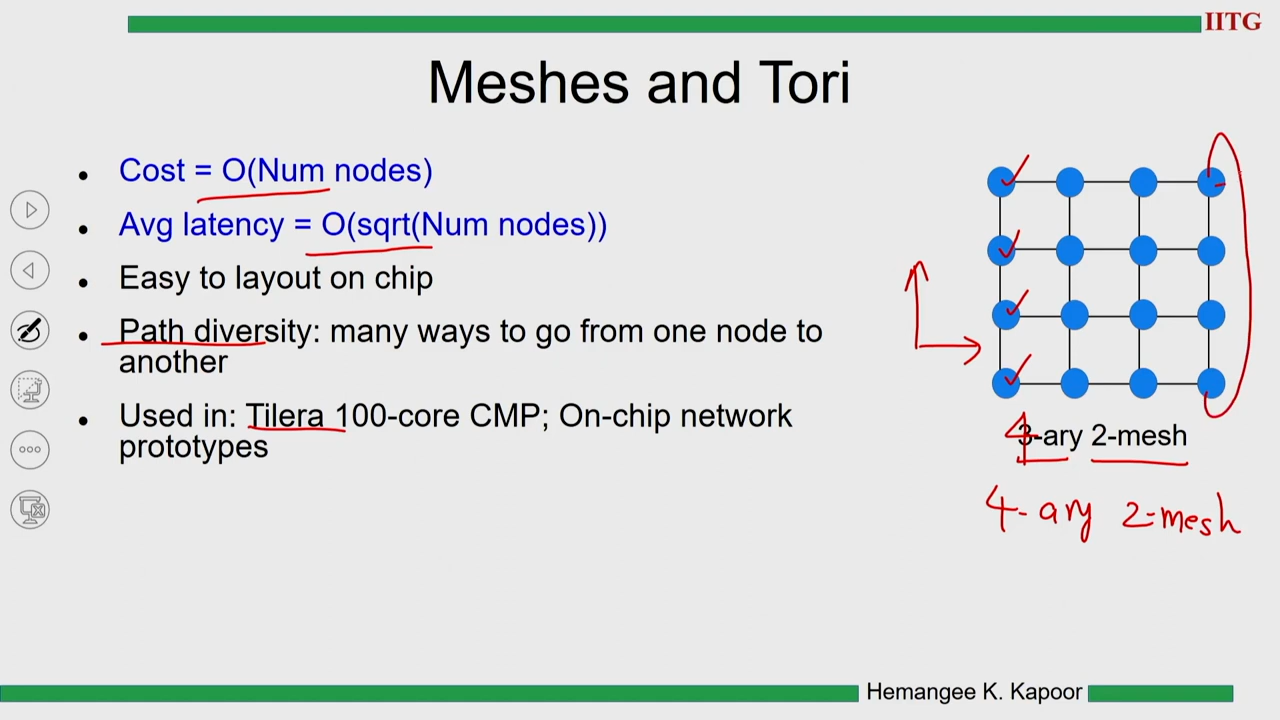 IITG
Meshes and Tori
• Cost = O(Num nodes)
• Avg latency = O(sqrt(Num nodes))
• Easy to layout on chip
• Path diversity: many ways to go from one node to
another
• Used in: Tilera 100-core CMP; On-chip network
prototypes
3-ary 2-mesh
4
4-ary 2-mesh
Hemangee K. Kapoor